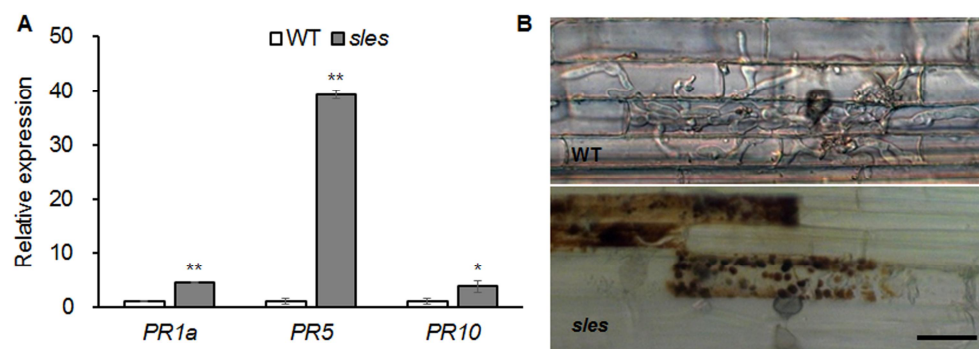 A
50
40
30
20
10
0
Relative expression
WT sles
**
**
*
PR1a PR5 PR10
B
WT
sles